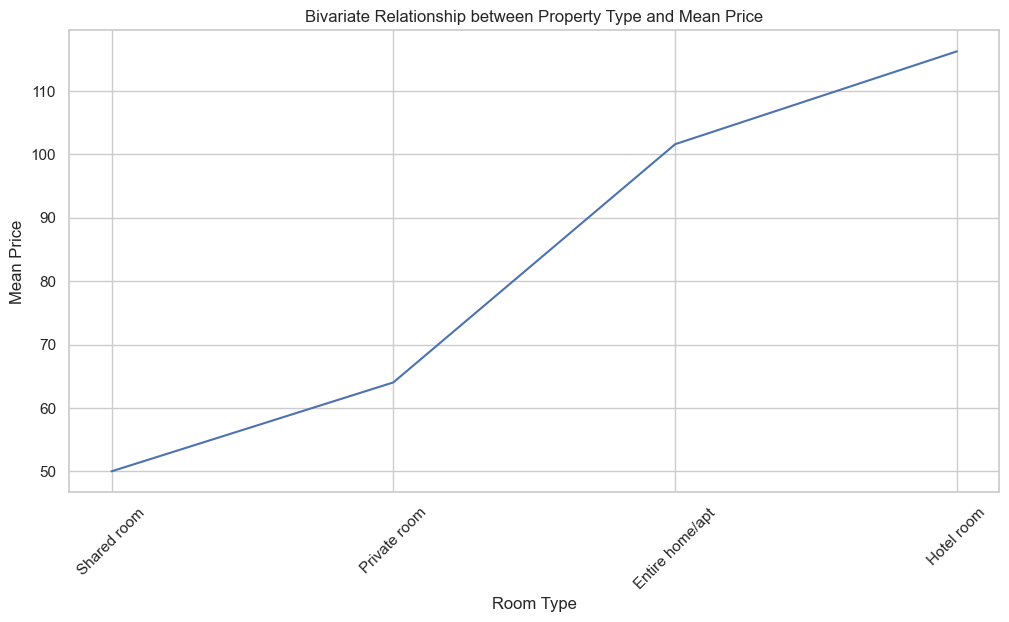 Bivariate Relationship between Property Type and Mean Price
Mean Price
110
100
90
80
70
60
50
Shared room
Private room
Entire home/apt
Hotel room
Room Type